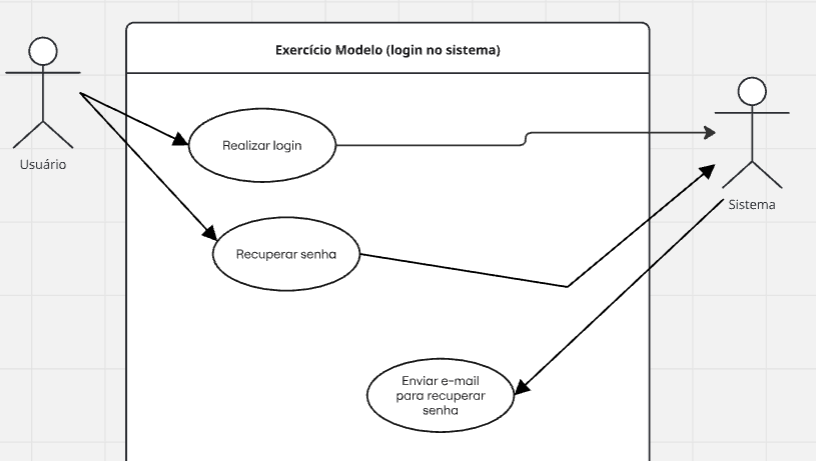 Exercício Modelo (login no sistema)
Realizar login
Usuário
Sistema
Recuperar senha
Enviar e-mail
para recuperar
senha